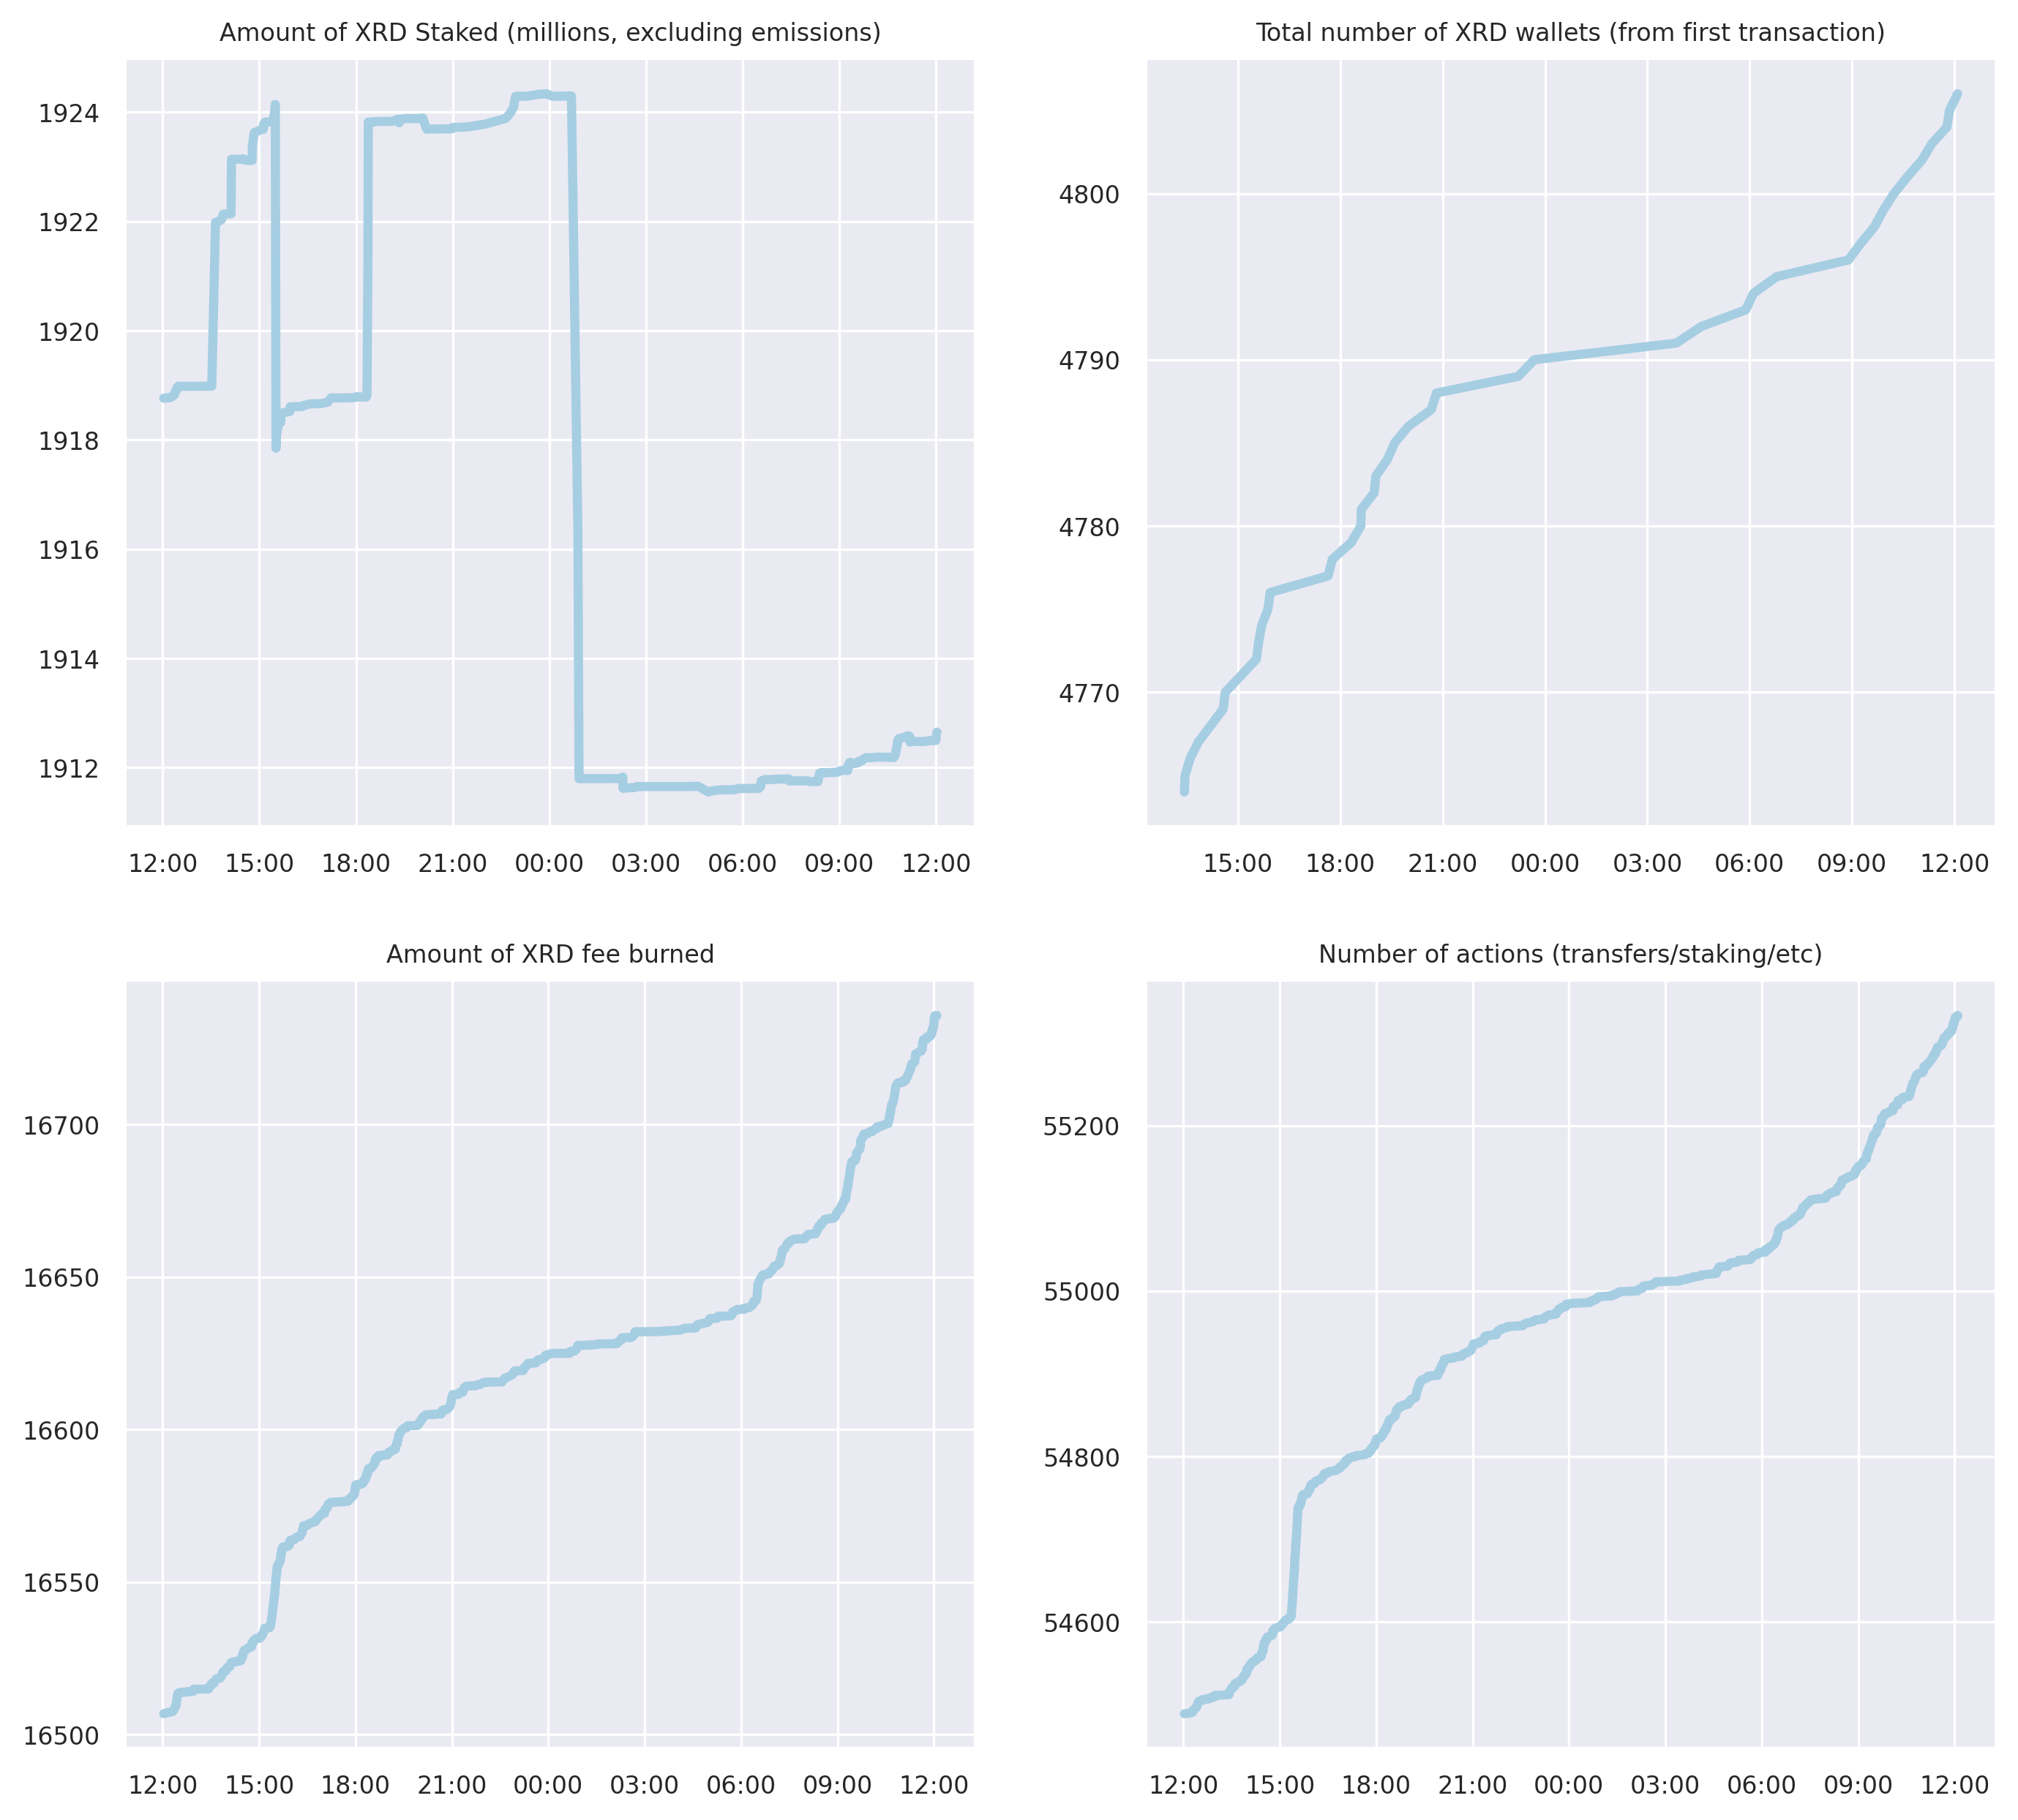 Amount of XRD Staked (millions, excluding emissions)
1924
1922
1920
1918
1916
1914
1912
12:00 15:00 18:00 21:00 00:00 03:00 06:00 09:00 12:00
Total number of XRD wallets (from first transaction)
4800
4790
4780
4770
15:00 18:00 21:00 00:00 03:00 06:00 09:00 12:00
Amount of XRD fee burned
16700
16650
16600
16550
16500
12:00 15:00 18:00 21:00 00:00 03:00 06:00 09:00 12:00
Number of actions (transfers/staking/etc)
55200
55000
54800
54600
12:00 15:00 18:00 21:00 00:00 03:00 06:00 09:00 12:00